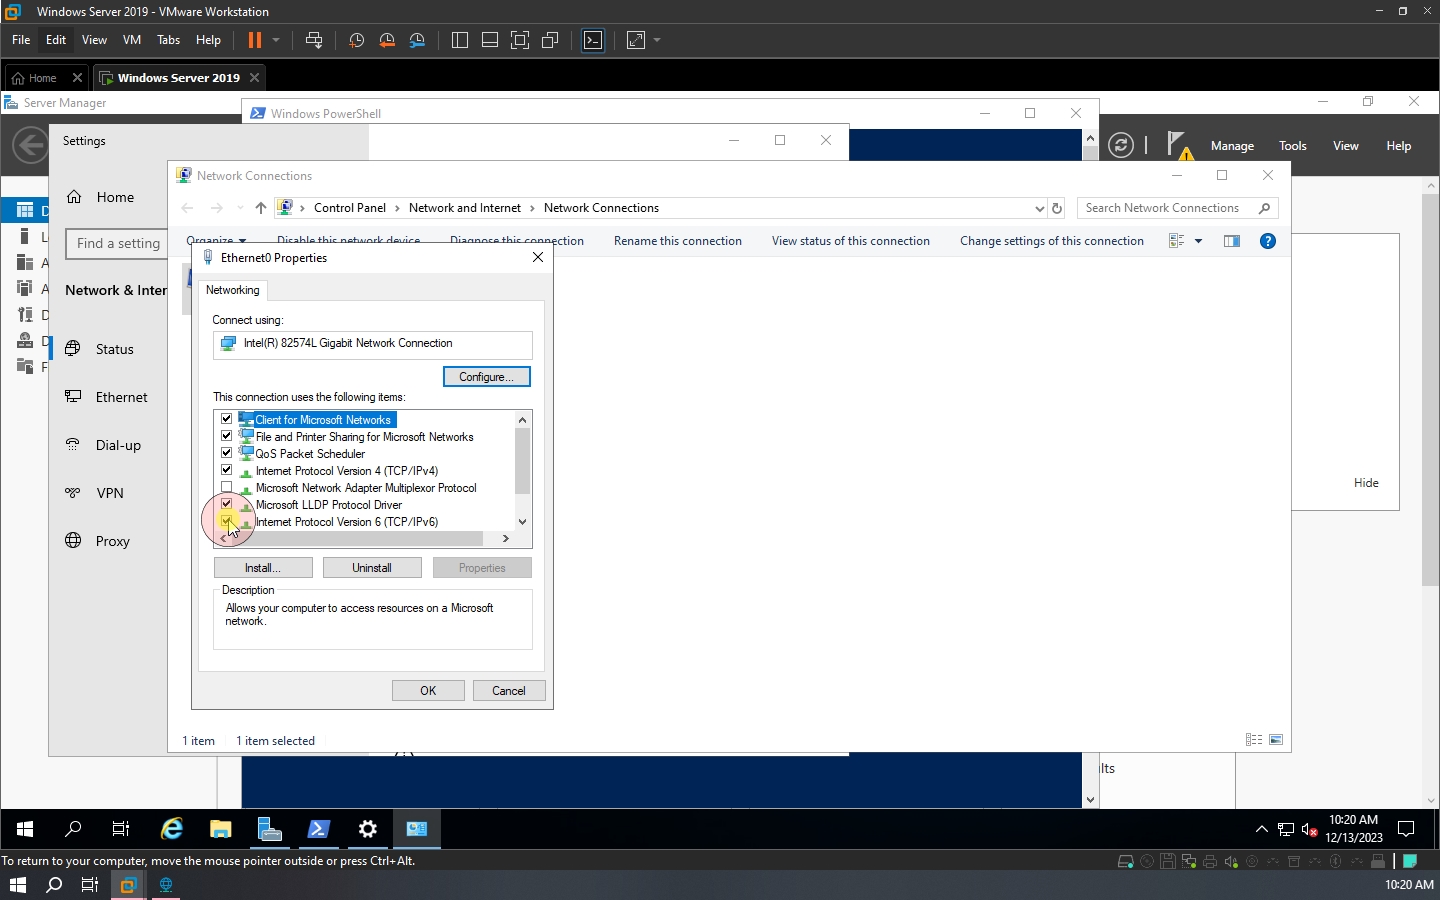 Windows Server 2019 - VMware Workstation
File Edit View VM Tabs Help
Home
Windows Server 2019
Server Manager
Windows PowerShell
Settings
Manage Tools View Help
Network Connections
Home
Control Panel Network and Internet Network Connections
Search Network Connections
Find a setting
Organize Disable this network device Diagnose this connection Rename this connection View status of this connection Change settings of this connection
Ethernet0 Properties
Network & Inter
Networking
Connect using:
Intel(R) 82574L Gigabit Network Connection
Status
Configure...
This connection uses the following items:
Ethernet
Client for Microsoft Networks
File and Printer Sharing for Microsoft Networks
Dial-up
QoS Packet Scheduler
Internet Protocol Version 4 (TCP/IPv4)
Hide
Microsoft Network Adapter Multiplexor Protocol
VPN
Microsoft LLDP Protocol Driver
Internet Protocol Version 6 (TCP/IPv6)
Proxy
Install... Uninstall Properties
Description
Allows your computer to access resources on a Microsoft
network.
OK Cancel
1 item 1 item selected
lts
10:20 AM
12/13/2023
To return to your computer, move the mouse pointer outside or press Ctrl+Alt.
10:20 AM